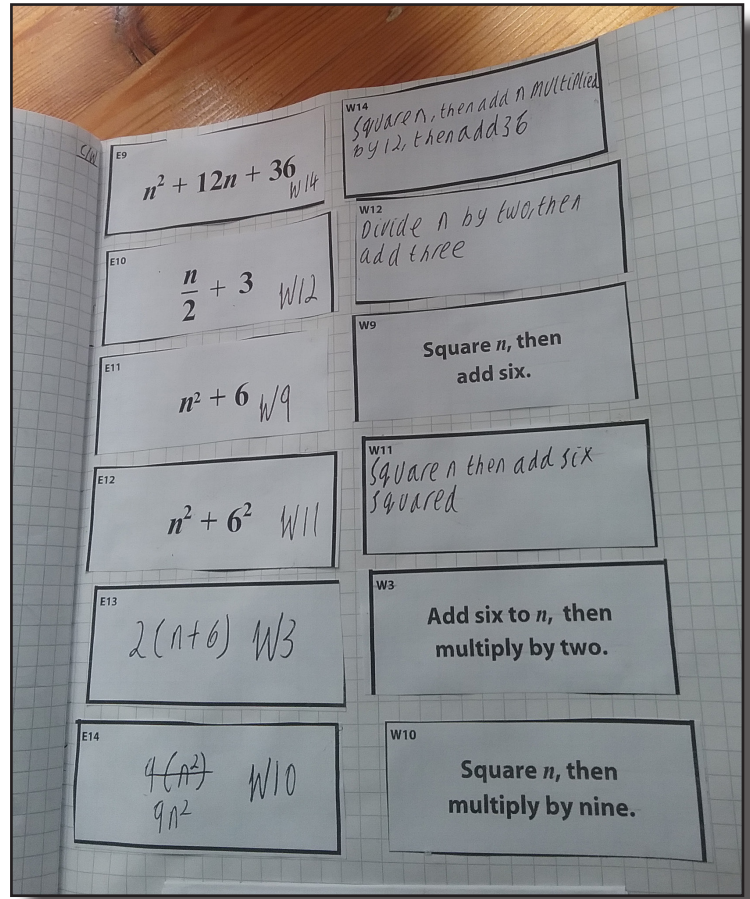 C/W
E9
n² + 12n + 36
W14
W14
Square n, then add n multiplied
by 12, then add 36
E10
n/2 + 3 W12
W12
Divide n by two, then
add three
E11
n² + 6 W9
W9
Square n, then
add six.
E12
n² + 6² W11
W11
Square n then add six
squared
E13
2(n+6) W3
W3
Add six to n, then
multiply by two.
E14
9(n²) W10
9n²
W10
Square n, then
multiply by nine.